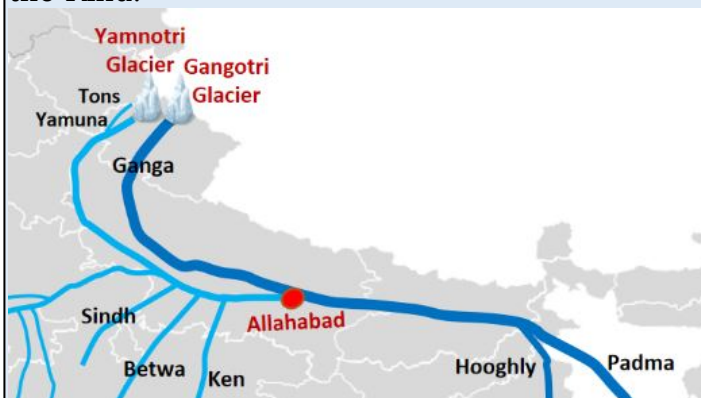 Yamnotri
Glacier
Gangotri
Glacier
Tons
Yamuna
Ganga
Sindh
Allahabad
Betwa
Ken
Hooghly
Padma